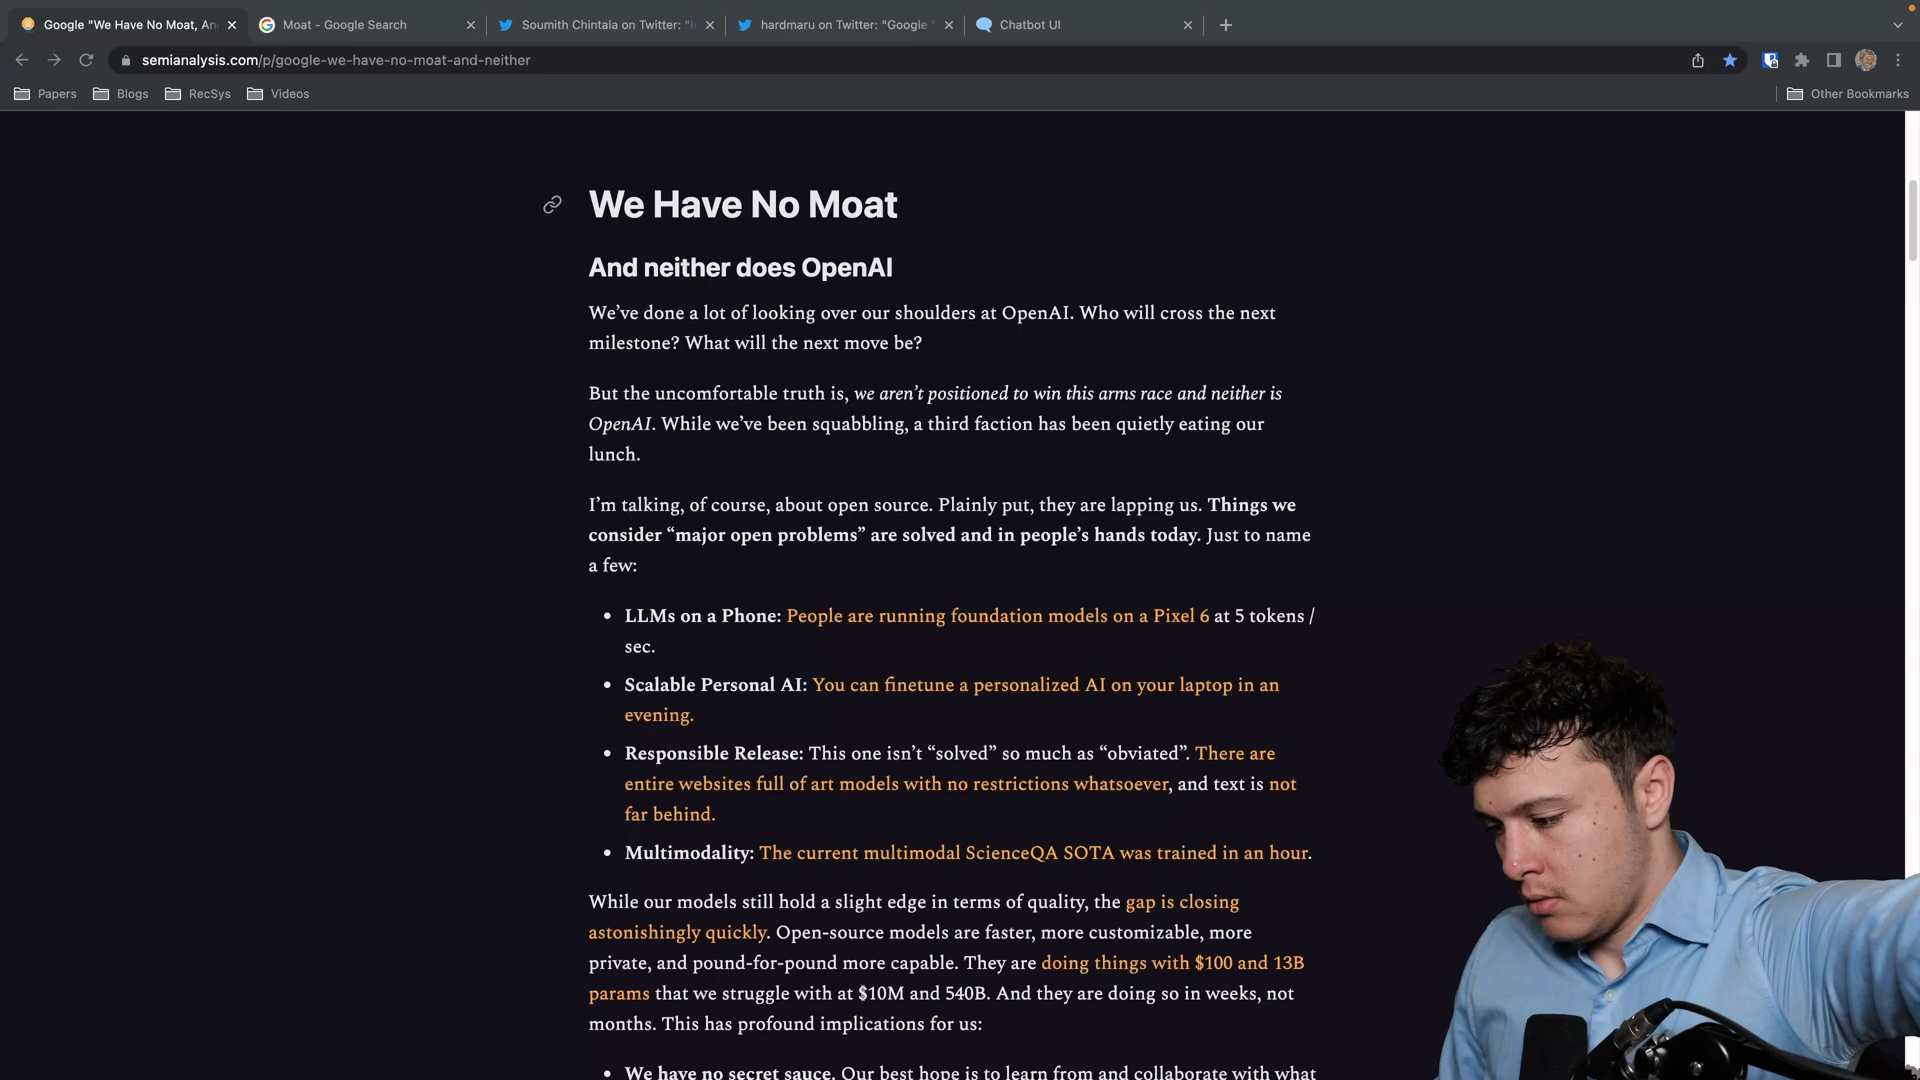 Google "We Have No Moat, An
Moat - Google Search
Soumith Chintala on Twitter: "I
hardmaru on Twitter: "Google "
Chatbot UI
semianalysis.com/p/google-we-have-no-moat-and-neither
Papers
Blogs
RecSys
Videos
Other Bookmarks
We Have No Moat
And neither does OpenAI
We’ve done a lot of looking over our shoulders at OpenAI. Who will cross the next
milestone? What will the next move be?
But the uncomfortable truth is, we aren’t positioned to win this arms race and neither is
OpenAI. While we’ve been squabbling, a third faction has been quietly eating our
lunch.
I’m talking, of course, about open source. Plainly put, they are lapping us. Things we
consider “major open problems” are solved and in people’s hands today. Just to name
a few:
• LLMs on a Phone: People are running foundation models on a Pixel 6 at 5 tokens /
sec.
• Scalable Personal AI: You can finetune a personalized AI on your laptop in an
evening.
• Responsible Release: This one isn’t “solved” so much as “obviated”. There are
entire websites full of art models with no restrictions whatsoever, and text is not
far behind.
• Multimodality: The current multimodal ScienceQA SOTA was trained in an hour.
While our models still hold a slight edge in terms of quality, the gap is closing
astonishingly quickly. Open-source models are faster, more customizable, more
private, and pound-for-pound more capable. They are doing things with $100 and 13B
params that we struggle with at $10M and 540B. And they are doing so in weeks, not
months. This has profound implications for us:
• We have no secret sauce. Our best hope is to learn from and collaborate with what